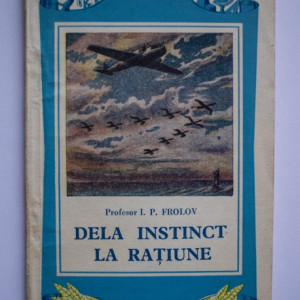 Profesor I. P. FROLOV
DELA INSTINCT
LA RAȚIUNE